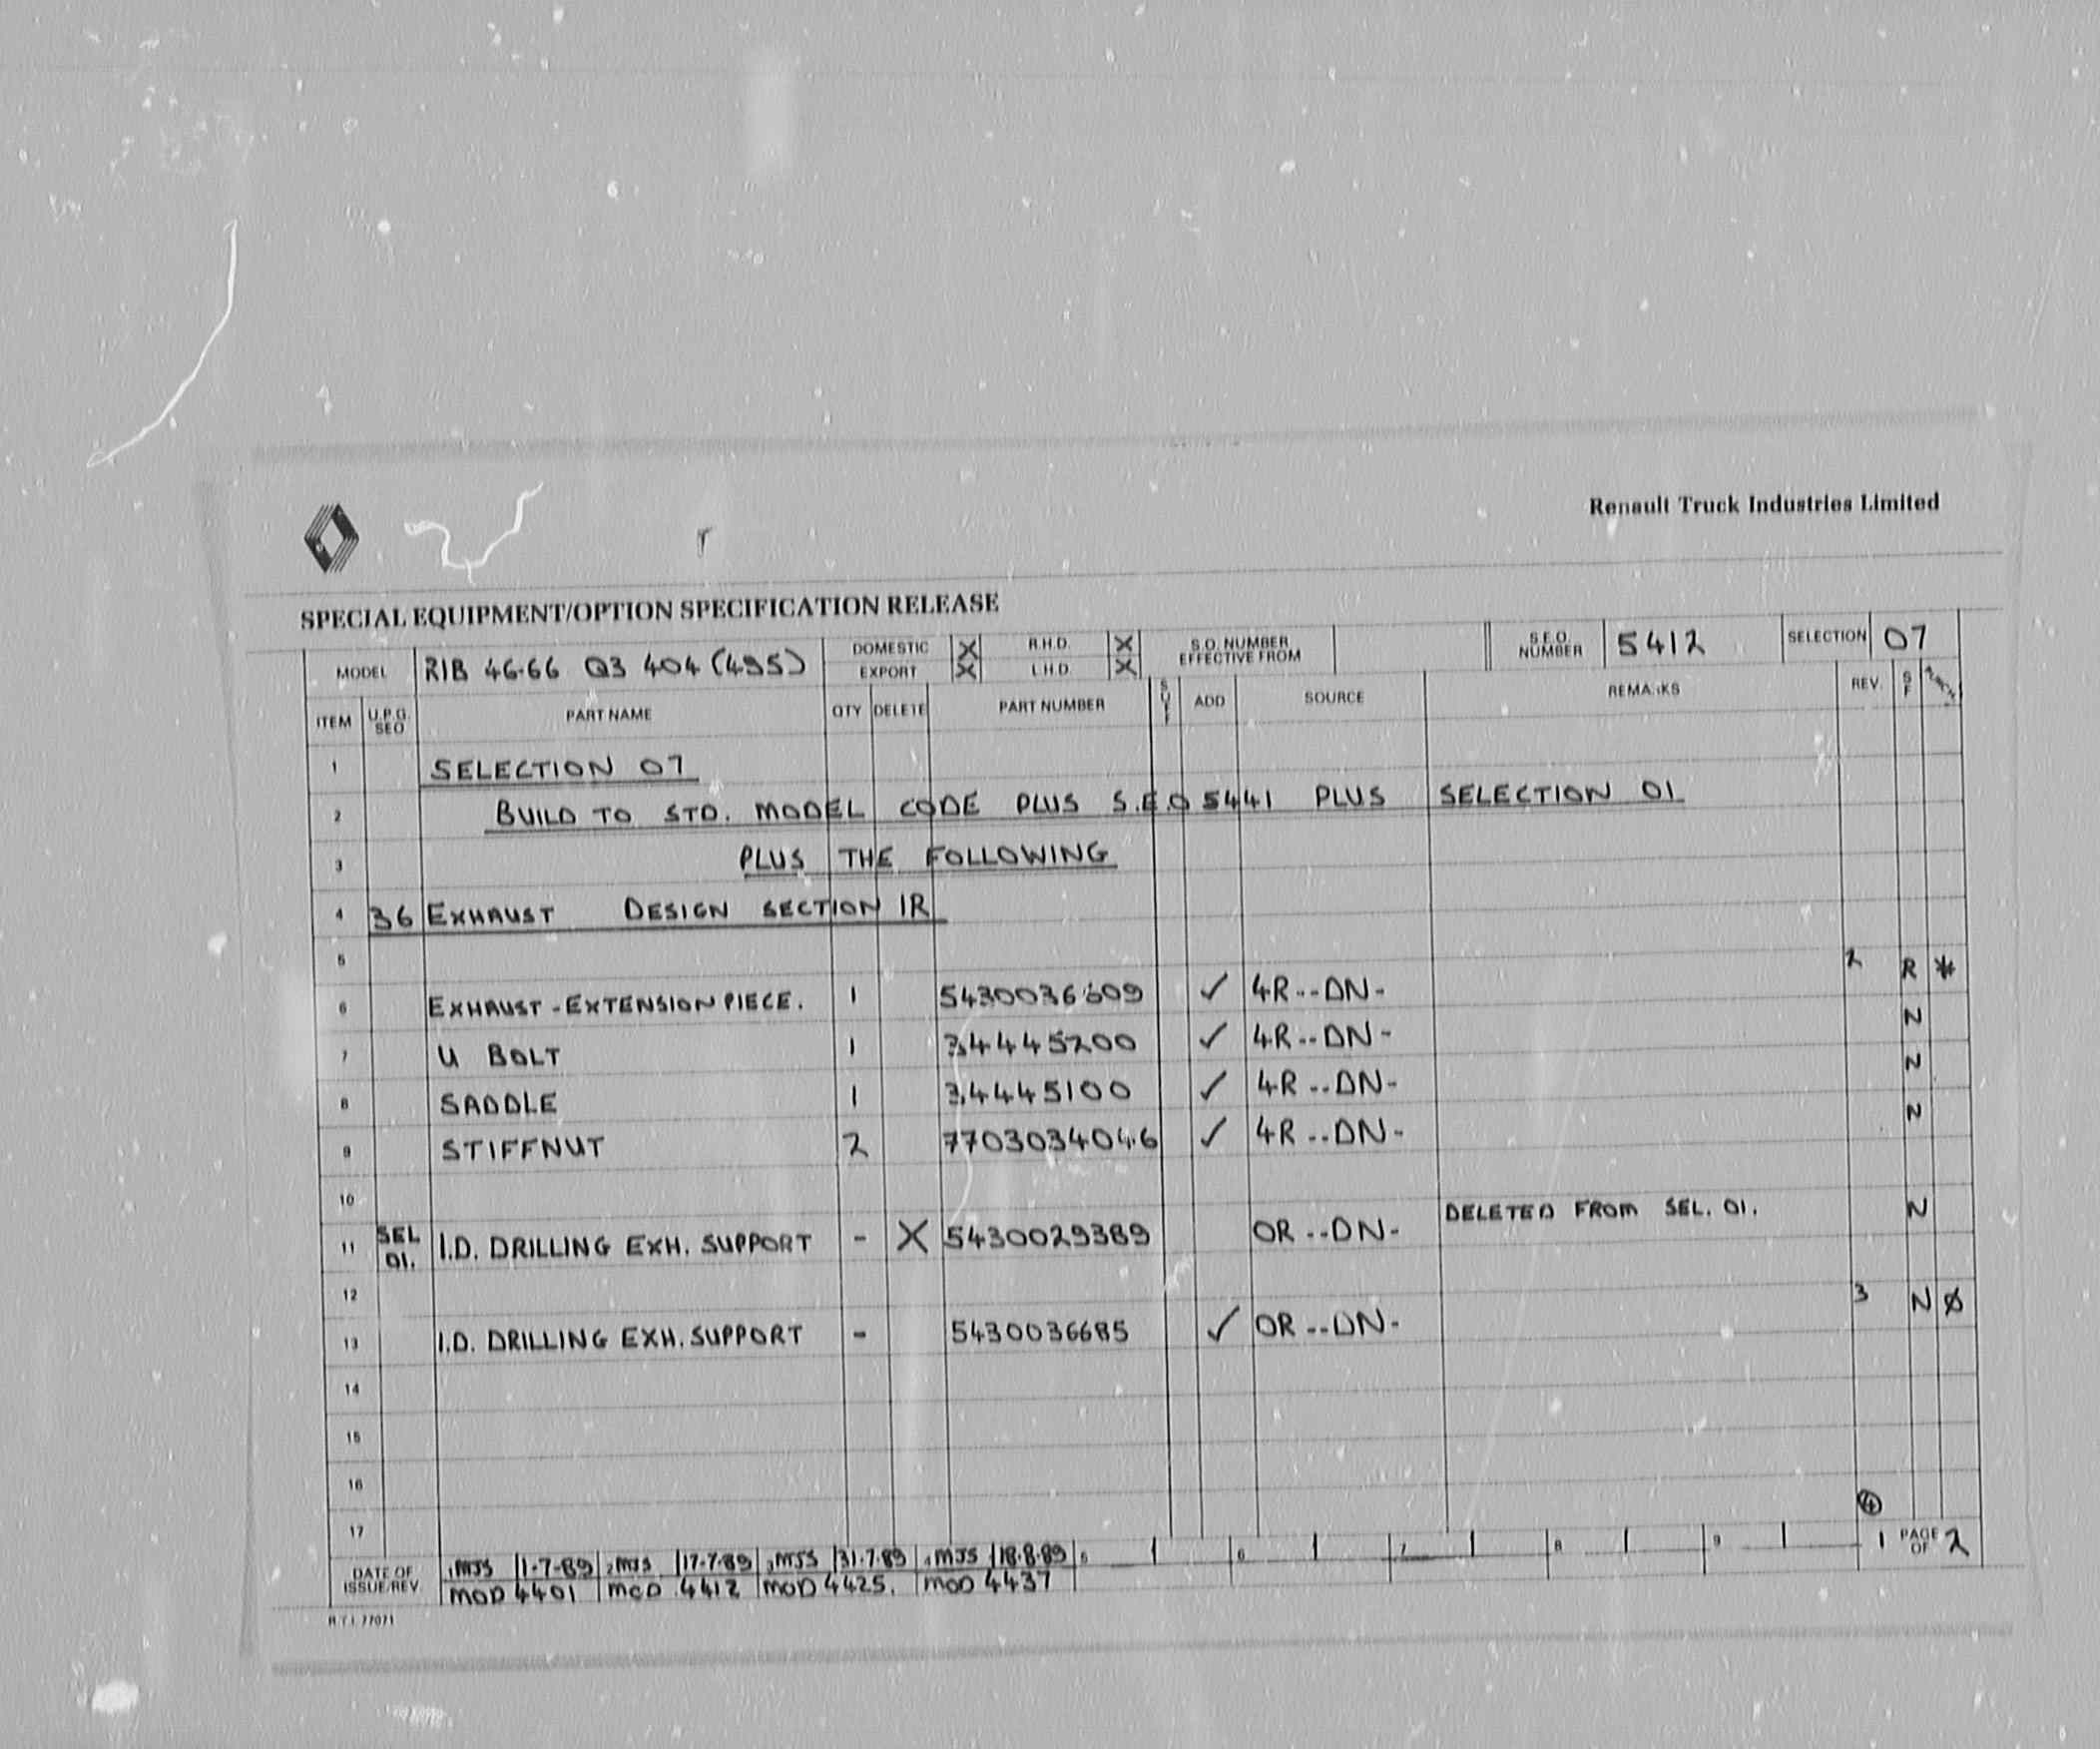 Renault Truck Industries Limited
SPECIAL EQUIPMENT/OPTION SPECIFICATION RELEASE
MODEL R1B 46-66 Q3 404 (495) DOMESTIC X R.H.D. X S.O. NUMBER EFFECTIVE FROM S.E.O. NUMBER 5412 SELECTION 07
EXPORT X L.H.D. X
ITEM U.P.G. SEQ PART NAME QTY DELETE PART NUMBER ADD SOURCE REMARKS REV. SF
1 SELECTION 07
2 BUILD TO STD. MODEL CODE PLUS S.E.O 5441 PLUS SELECTION 01
3 PLUS THE FOLLOWING
4 36 EXHAUST DESIGN SECTION 1R
5
6 EXHAUST - EXTENSION PIECE. 1 5430036609 ✓ 4R--DN- 2 R *
7 U BOLT 1 34445200 ✓ 4R--DN- N
8 SADDLE 1 34445100 ✓ 4R--DN- N
9 STIFFNUT 2 7703034046 ✓ 4R--DN- N
10
11 SEL 01. I.D. DRILLING EXH. SUPPORT - X 5430029389 OR--DN- DELETED FROM SEL. 01. N
12
13 I.D. DRILLING EXH. SUPPORT - 5430036685 ✓ OR--DN- 3 N Ø
14
15
16
17 4
DATE OF ISSUE/REV. 1 MJS 1-7-89 2 MJS 17-7-89 3 MJS 31-7-89 4 MJS 18-8-89 5 6 7 8 9 1 PAGE OF 2
MOD 4401 MOD 4412 MOD 4425. MOD 4437
R.T.I. 77071